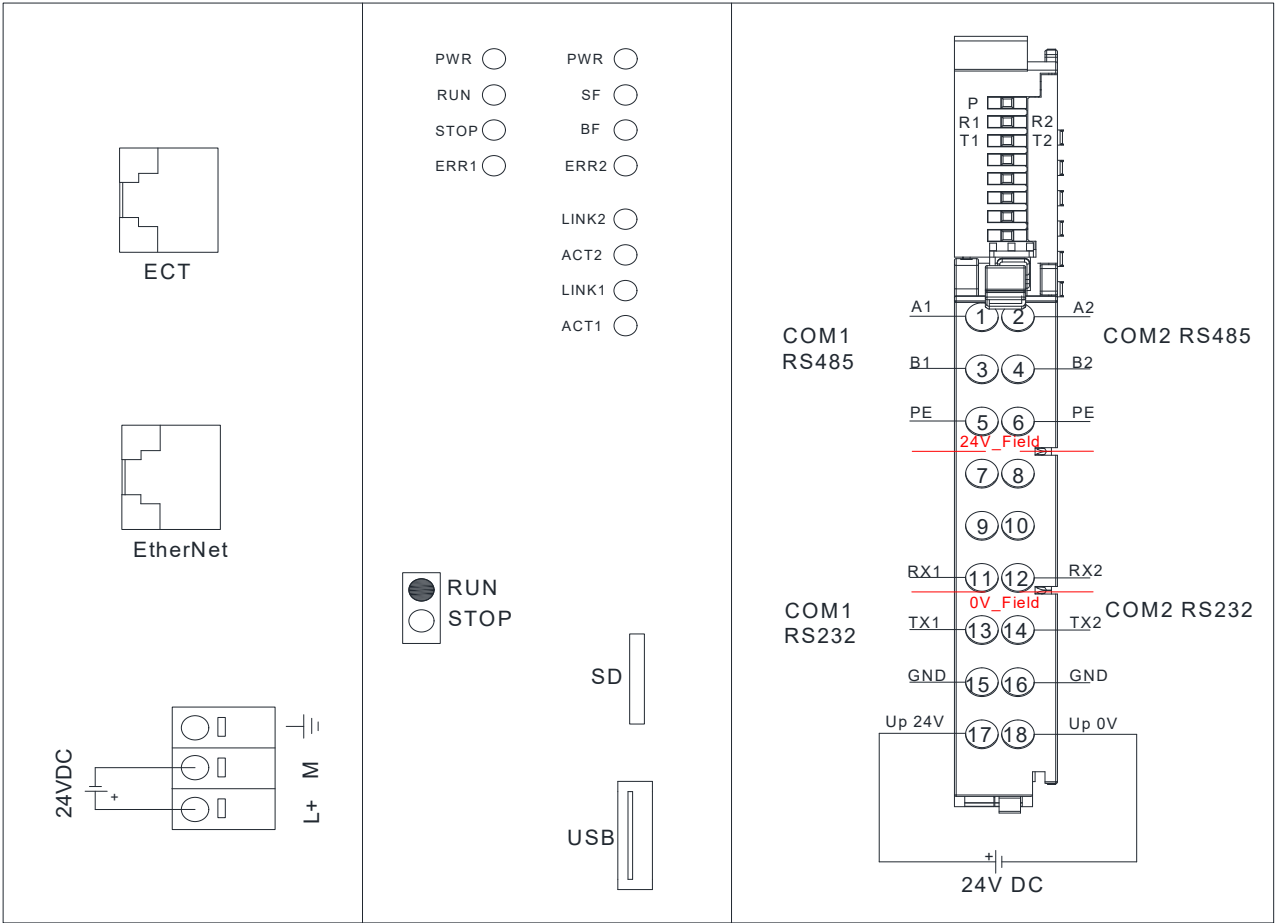 ECT
EtherNet
24VDC
+
M
L+
PWR PWR
RUN SF
STOP BF
ERR1 ERR2
LINK2
ACT2
LINK1
ACT1
RUN
STOP
SD
USB
P
R1 R2
T1 T2
A1 1 2 A2
COM1
RS485
COM2 RS485
B1 3 4 B2
PE 5 6 PE
24V_Field
7 8
9 10
RX1 11 12 RX2
0V_Field
COM1
RS232
COM2 RS232
TX1 13 14 TX2
GND 15 16 GND
Up 24V 17 18 Up 0V
+
24V DC